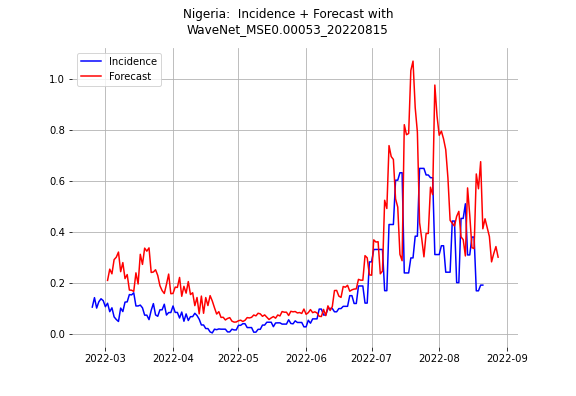 Nigeria:  Incidence + Forecast with
WaveNet_MSE0.00053_20220815
Incidence
Forecast
1.0
0.8
0.6
0.4
0.2
0.0
2022-03 2022-04 2022-05 2022-06 2022-07 2022-08 2022-09